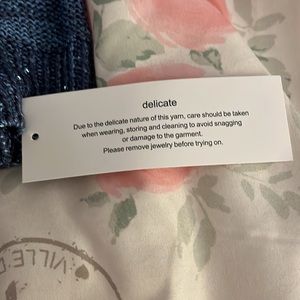 delicate
Due to the delicate nature of this yarn, care should be taken
when wearing, storing and cleaning to avoid snagging
or damage to the garment.
Please remove jewelry before trying on.